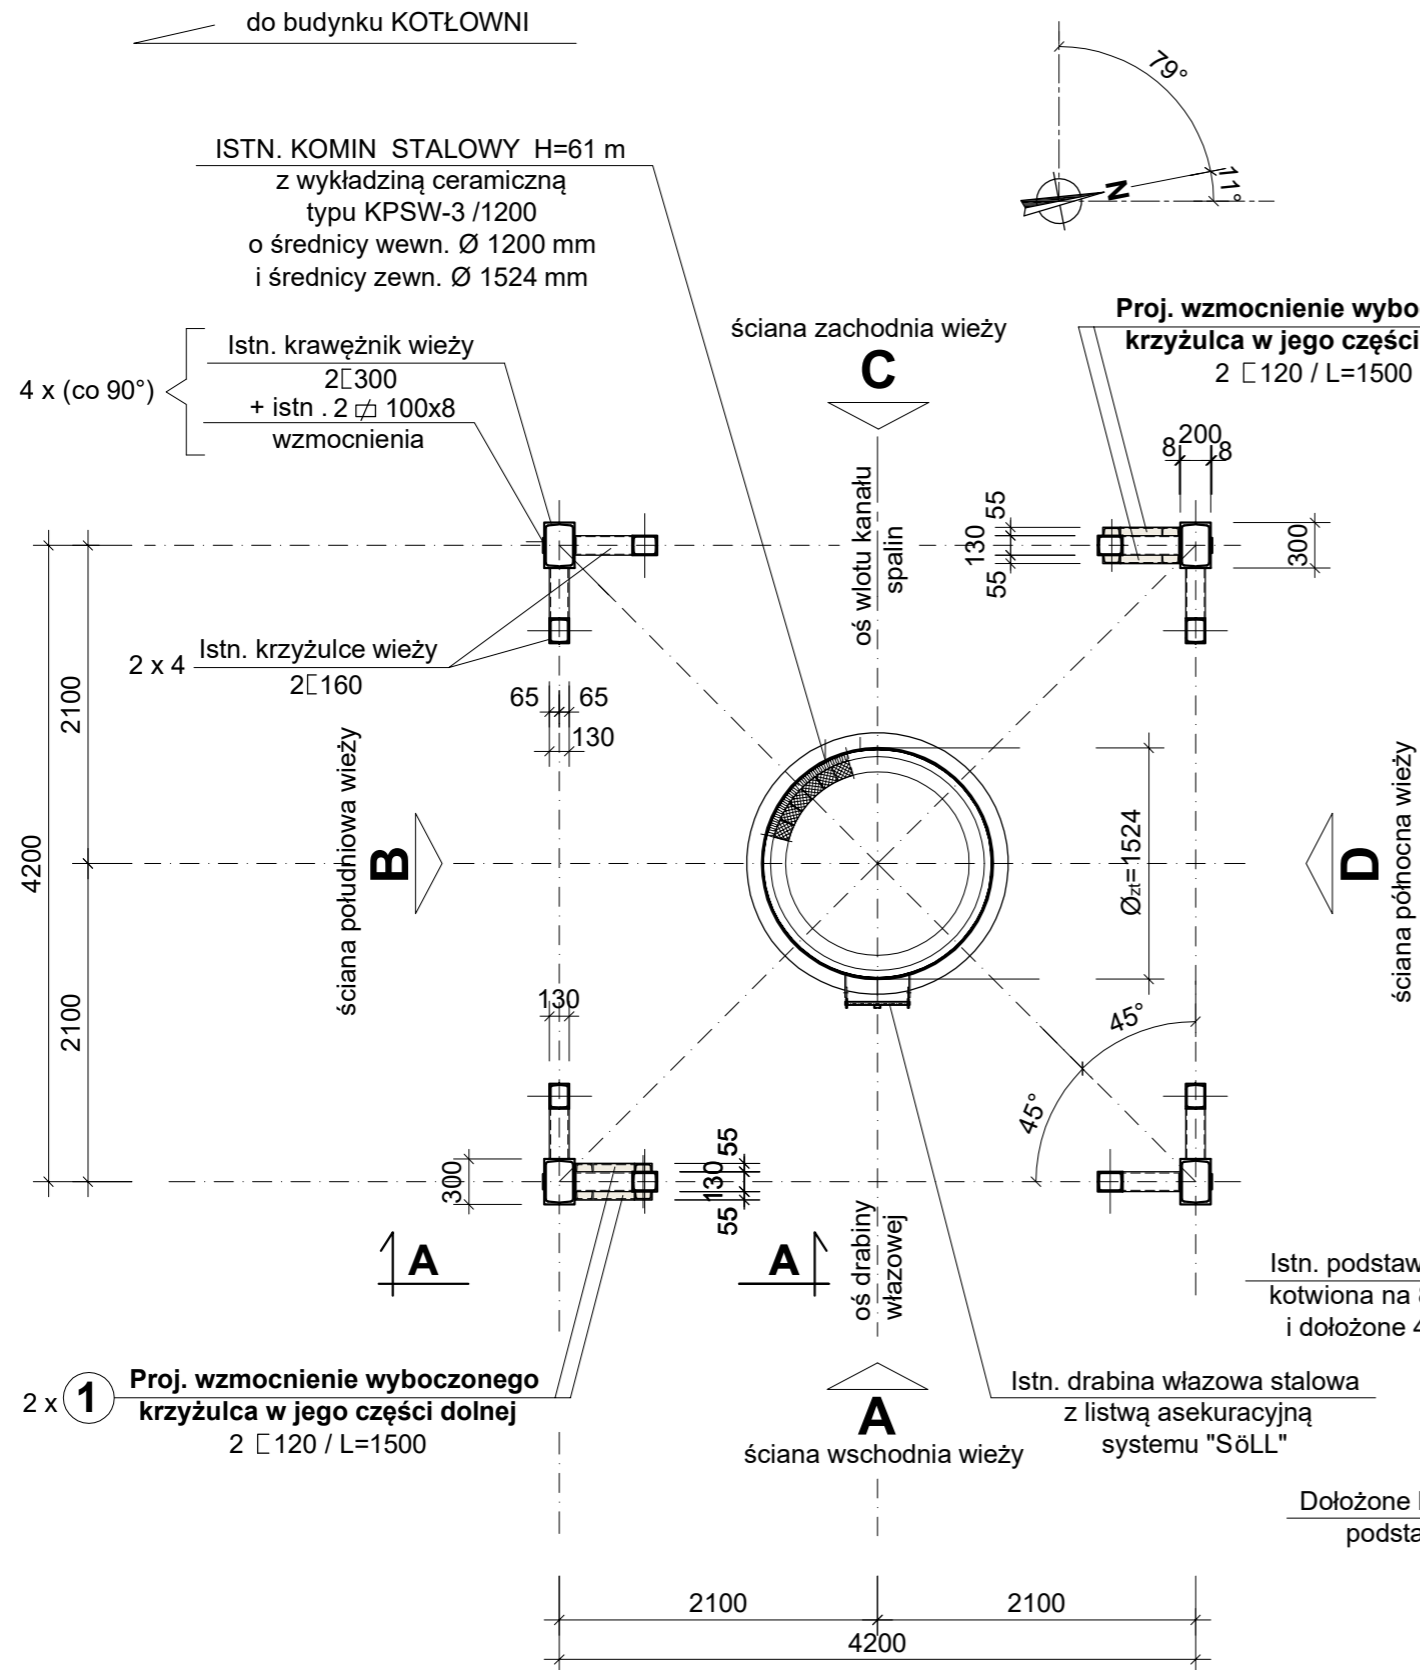 do budynku KOTŁOWNI
79°
11°
N
ISTN. KOMIN STALOWY H=61 m
z wykładziną ceramiczną
typu KPSW-3 /1200
o średnicy wewn. Ø 1200 mm
i średnicy zewn. Ø 1524 mm
4 x (co 90°)
Istn. krawężnik wieży
2[300
+ istn . 2 100x8
wzmocnienia
ściana zachodnia wieży
C
Proj. wzmocnienie
krzyżulca w jego części
2 [120 / L=1500
8 200 8
55
130
55
300
oś wlotu kanału
spalin
2 x 4
Istn. krzyżulce wieży
2[160
65 65
130
2100
4200
2100
ściana południowa wieży
B
Øzt=1524
D
ściana północna wieży
130
45°
45°
300
55
130
55
A
A
oś drabiny
włazowej
Istn.
kotwiona na
i dołożone 4
2 x 1
Proj. wzmocnienie wyboczonego
krzyżulca w jego części dolnej
2 [120 / L=1500
A
ściana wschodnia wieży
Istn. drabina włazowa stalowa
z listwą asekuracyjną
systemu "SöLL"
Dołożone
2100
2100
4200